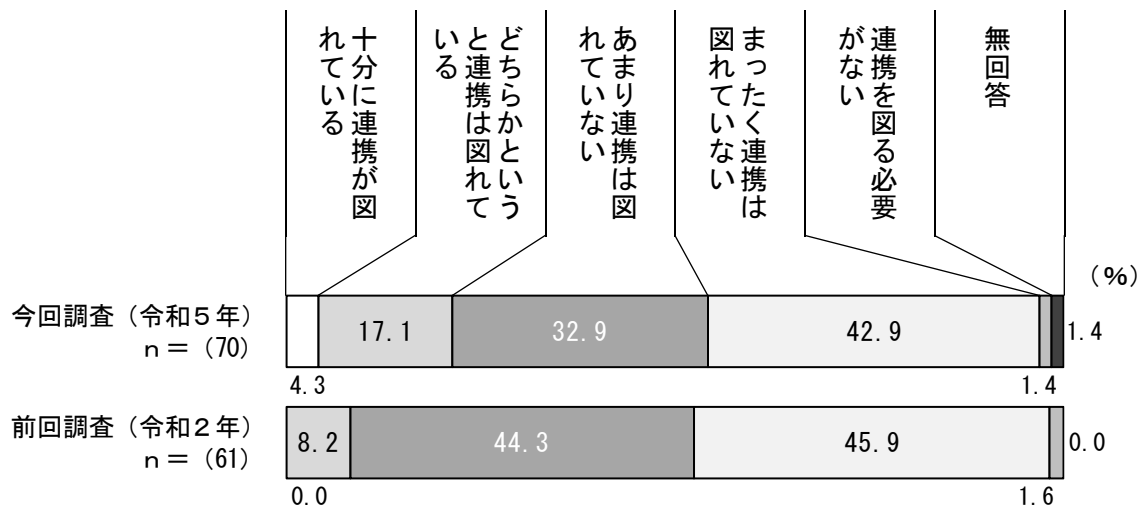 十分に連携が図
れている
どちらかという
と連携は図れて
いる
あまり連携は図
れていない
まったく連携は
図れていない
連携を図る必要
がない
無回答
（％）
今回調査（令和５年）
ｎ＝（70）
17.1
32.9
42.9
1.4
4.3
1.4
前回調査（令和２年）
ｎ＝（61）
8.2
44.3
45.9
0.0
0.0
1.6